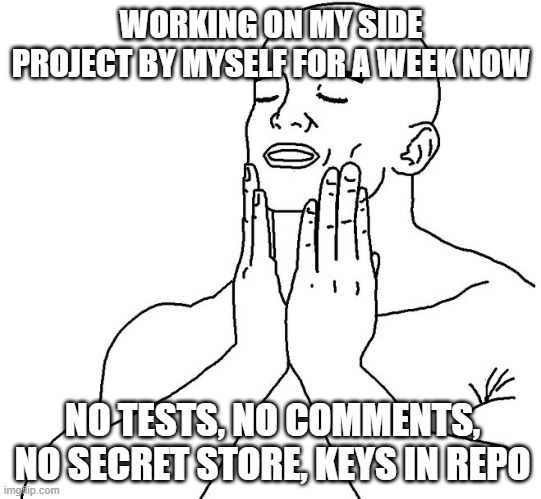 WORKING ON MY SIDE
PROJECT BY MYSELF FOR A WEEK NOW
NO TESTS, NO COMMENTS,
NO SECRET STORE, KEYS IN REPO
imgflip.com